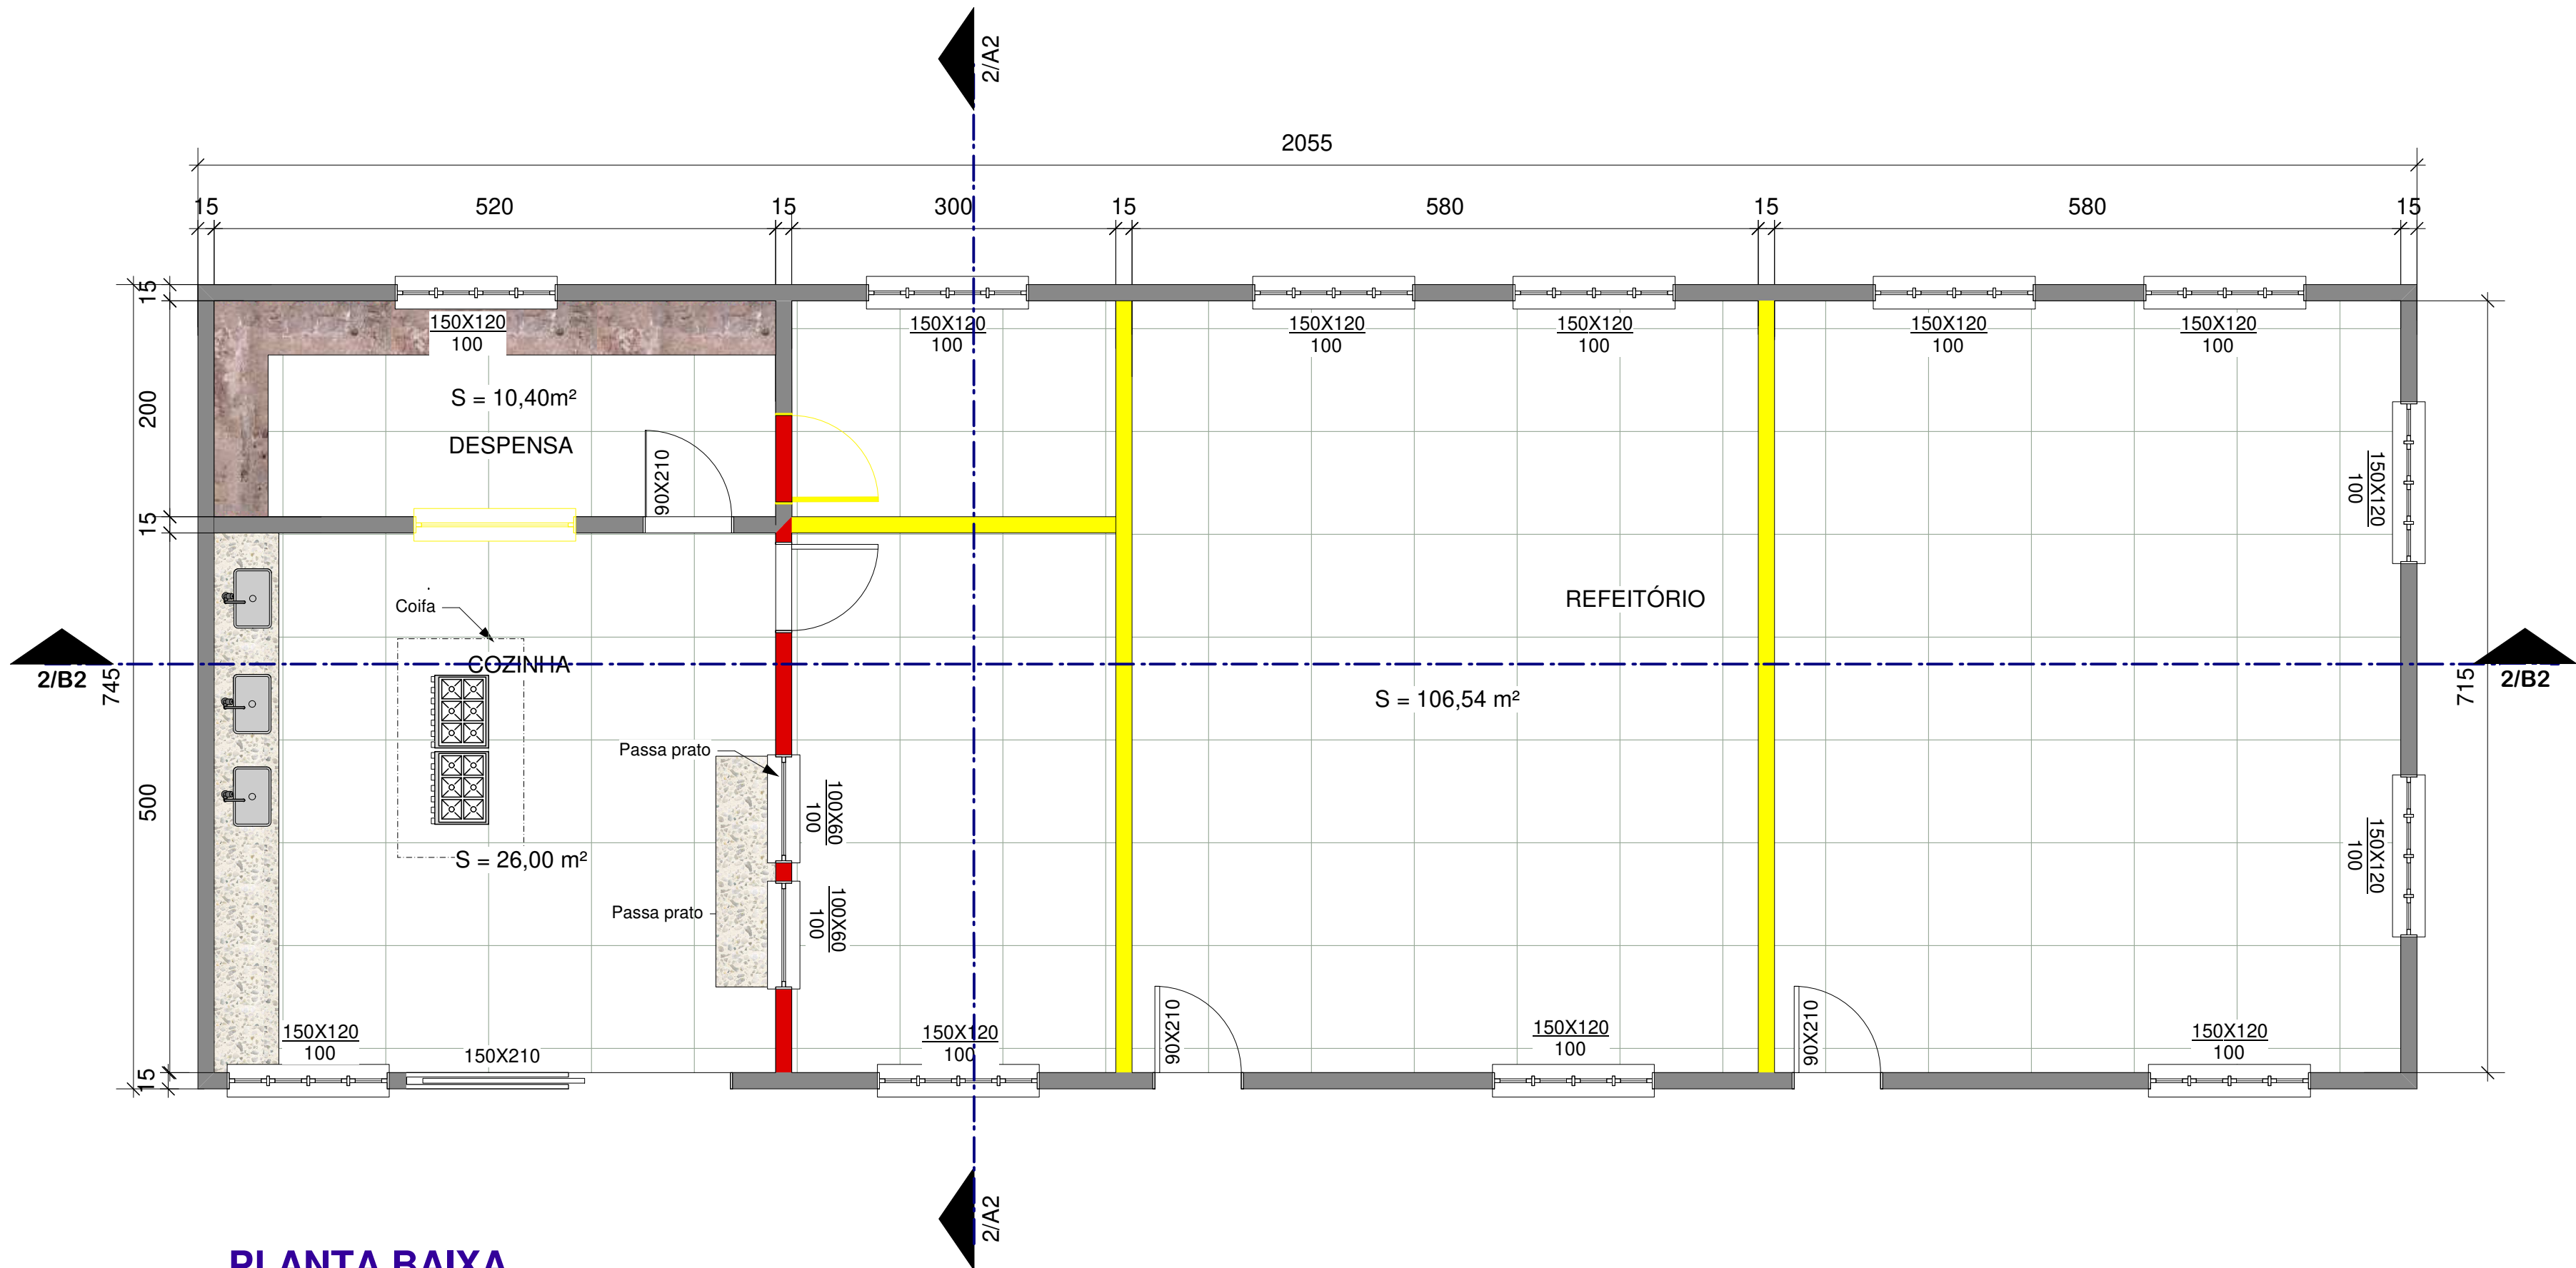 2/A2
2055
15
520
15
300
15
580
15
580
15
15
150X120
100
150X120
100
150X120
100
150X120
100
150X120
100
150X120
100
200
S = 10,40m²
DESPENSA
90X210
150X120
100
15
Coifa
REFEITÓRIO
COZINHA
2/B2
745
2/B2
715
S = 106,54 m²
Passa prato
500
100X60
100
150X120
100
S = 26,00 m²
Passa prato
100X60
100
150X120
100
150X210
150X120
100
90X210
150X120
100
90X210
150X120
100
15
2/A2
PLANTA BAIXA